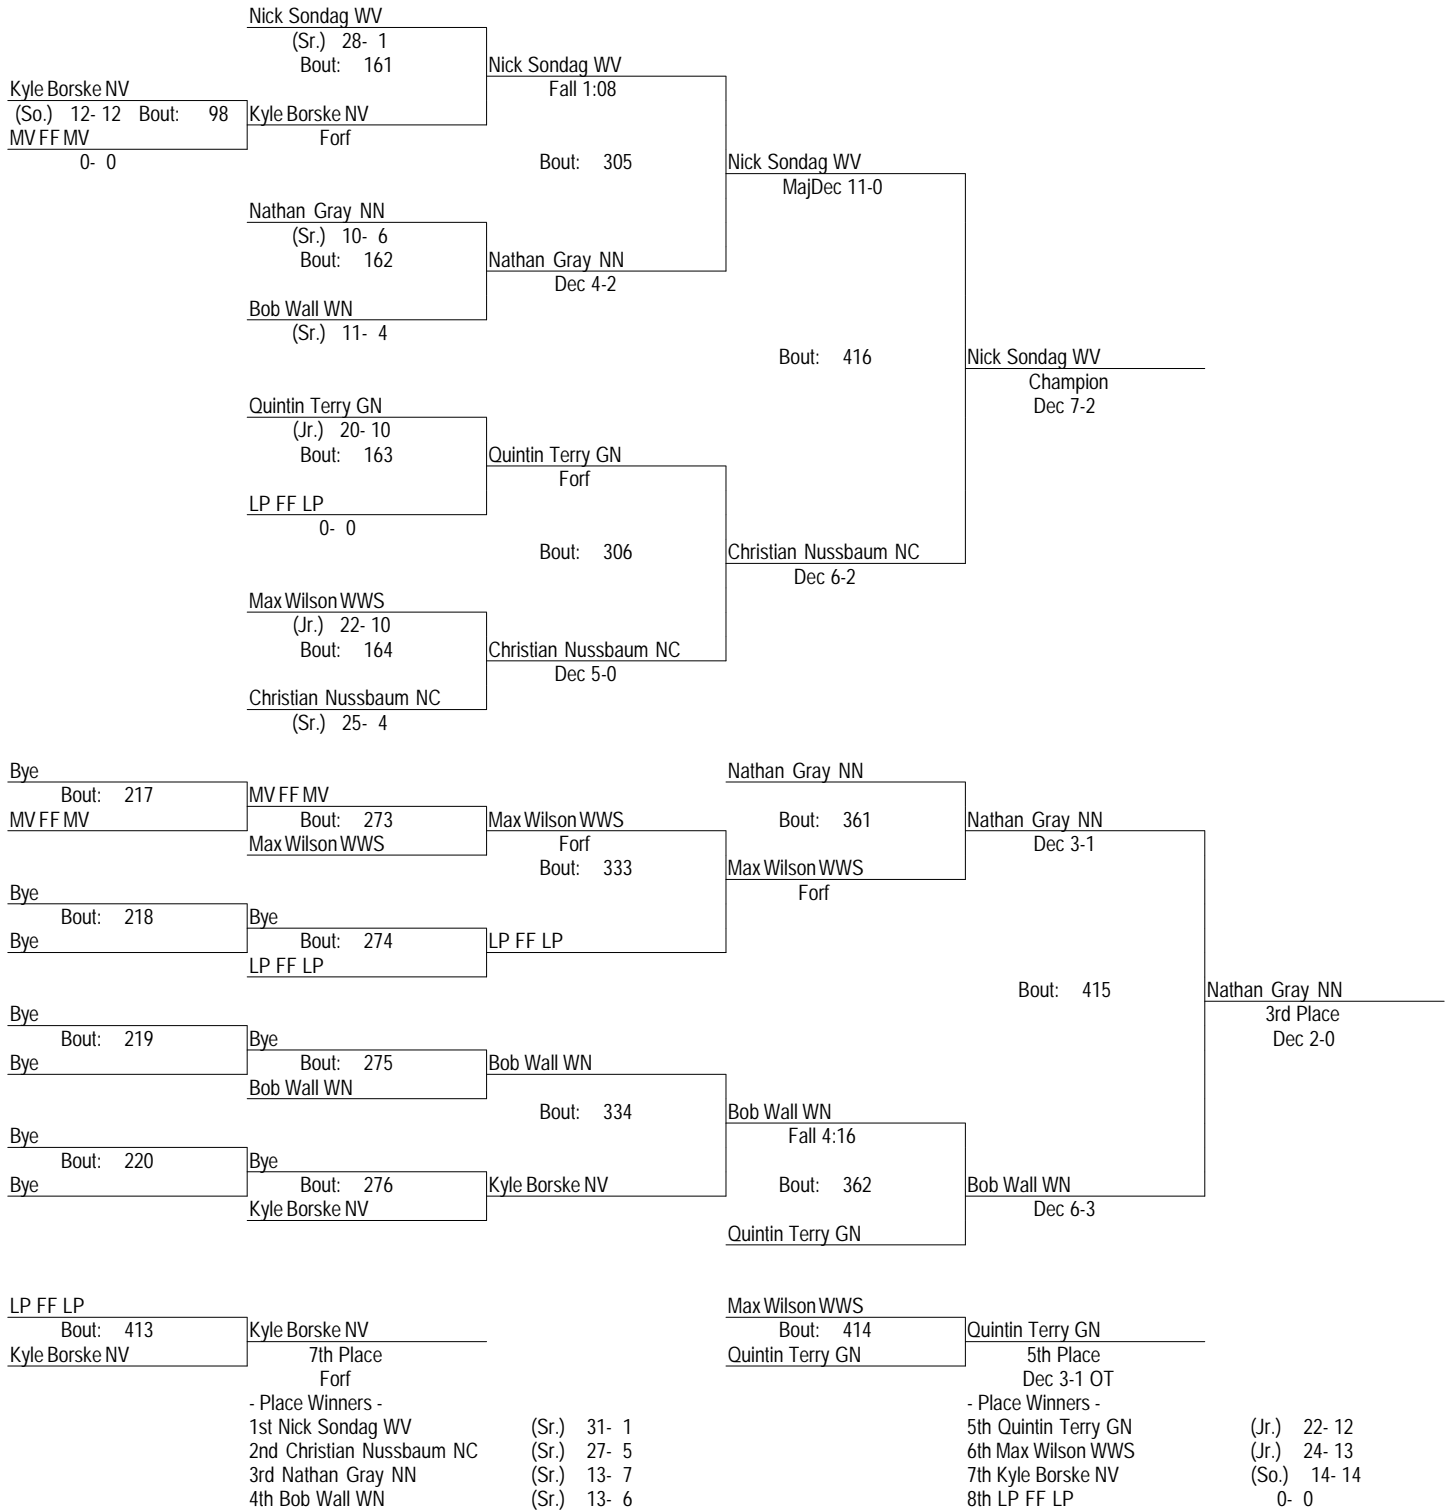 Nick Sondag WV
(Sr.) 28- 1
Bout: 161
Nick Sondag WV
Fall 1:08
Kyle Borske NV
(So.) 12- 12 Bout: 98
Kyle Borske NV
MV FF MV
Forf
0- 0
Bout: 305
Nick Sondag WV
MajDec 11-0
Nathan Gray NN
(Sr.) 10- 6
Bout: 162
Nathan Gray NN
Dec 4-2
Bob Wall WN
(Sr.) 11- 4
Bout: 416
Nick Sondag WV
Champion
Dec 7-2
Quintin Terry GN
(Jr.) 20- 10
Bout: 163
Quintin Terry GN
Forf
LP FF LP
0- 0
Bout: 306
Christian Nussbaum NC
Dec 6-2
Max Wilson WWS
(Jr.) 22- 10
Bout: 164
Christian Nussbaum NC
Dec 5-0
Christian Nussbaum NC
(Sr.) 25- 4
Bye
Bout: 217
MV FF MV
MV FF MV
Bout: 273
Max Wilson WWS
Max Wilson WWS
Forf
Bout: 333
Nathan Gray NN
Bout: 361
Nathan Gray NN
Dec 3-1
Max Wilson WWS
Forf
Bye
Bout: 218
Bye
Bye
Bout: 274
LP FF LP
LP FF LP
Bout: 415
Nathan Gray NN
3rd Place
Dec 2-0
Bye
Bout: 219
Bye
Bye
Bout: 275
Bob Wall WN
Bob Wall WN
Bout: 334
Bob Wall WN
Fall 4:16
Bye
Bout: 220
Bye
Bye
Bout: 276
Kyle Borske NV
Kyle Borske NV
Bout: 362
Bob Wall WN
Dec 6-3
Quintin Terry GN
LP FF LP
Bout: 413
Kyle Borske NV
Kyle Borske NV
7th Place
Forf
Max Wilson WWS
Bout: 414
Quintin Terry GN
Quintin Terry GN
5th Place
Dec 3-1 OT
- Place Winners -
1st Nick Sondag WV (Sr.) 31- 1
2nd Christian Nussbaum NC (Sr.) 27- 5
3rd Nathan Gray NN (Sr.) 13- 7
4th Bob Wall WN (Sr.) 13- 6
- Place Winners -
5th Quintin Terry GN (Jr.) 22- 12
6th Max Wilson WWS (Jr.) 24- 13
7th Kyle Borske NV (So.) 14- 14
8th LP FF LP 0- 0